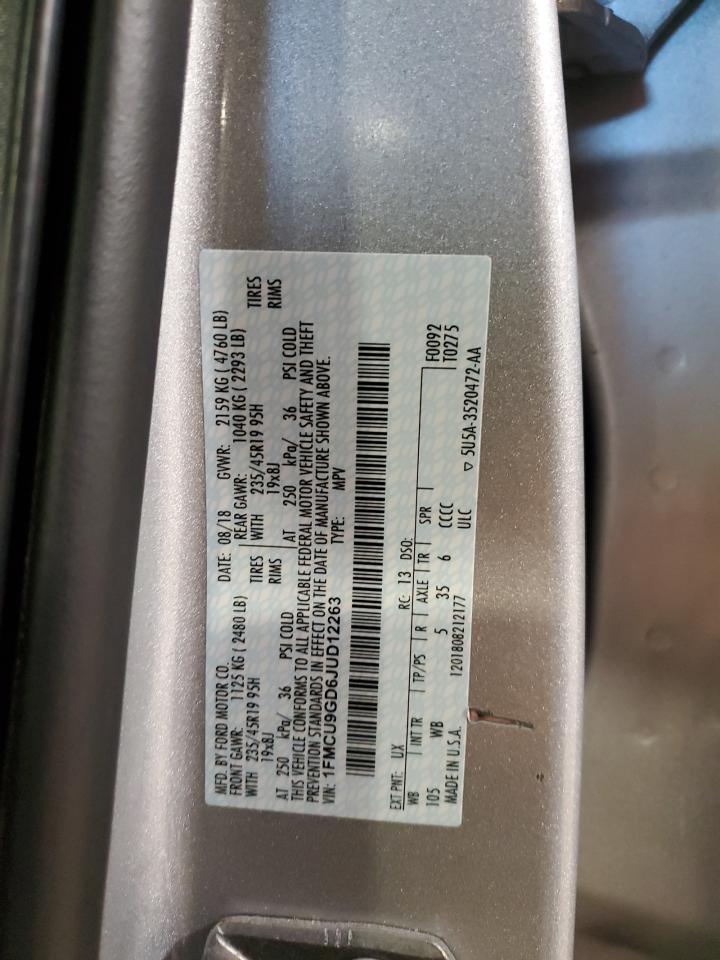 MFD. BY FORD MOTOR CO.
DATE: 08/18 GVWR: 2159 KG ( 4760 LB)
FRONT GAWR: 1125 KG ( 2480 LB) REAR GAWR: 1040 KG ( 2293 LB)
WITH 235/45R19 95H TIRES WITH 235/45R19 95H TIRES
19x8J RIMS 19x8J RIMS
AT 250 kPa/ 36 PSI COLD AT 250 kPa/ 36 PSI COLD
THIS VEHICLE CONFORMS TO ALL APPLICABLE FEDERAL MOTOR VEHICLE SAFETY AND THEFT
PREVENTION STANDARDS IN EFFECT ON THE DATE OF MANUFACTURE SHOWN ABOVE.
VIN: 1FMCU9GD6JUD12263 TYPE: MPV
EXT PNT: UX RC: 13 DSO: F0092
WB INT TR TP/PS R AXLE TR SPR T0275
105 WB 5 35 6 CCCC
MADE IN U.S.A. 1201808212177 ULC ▽ 5U5A-3520472-AA